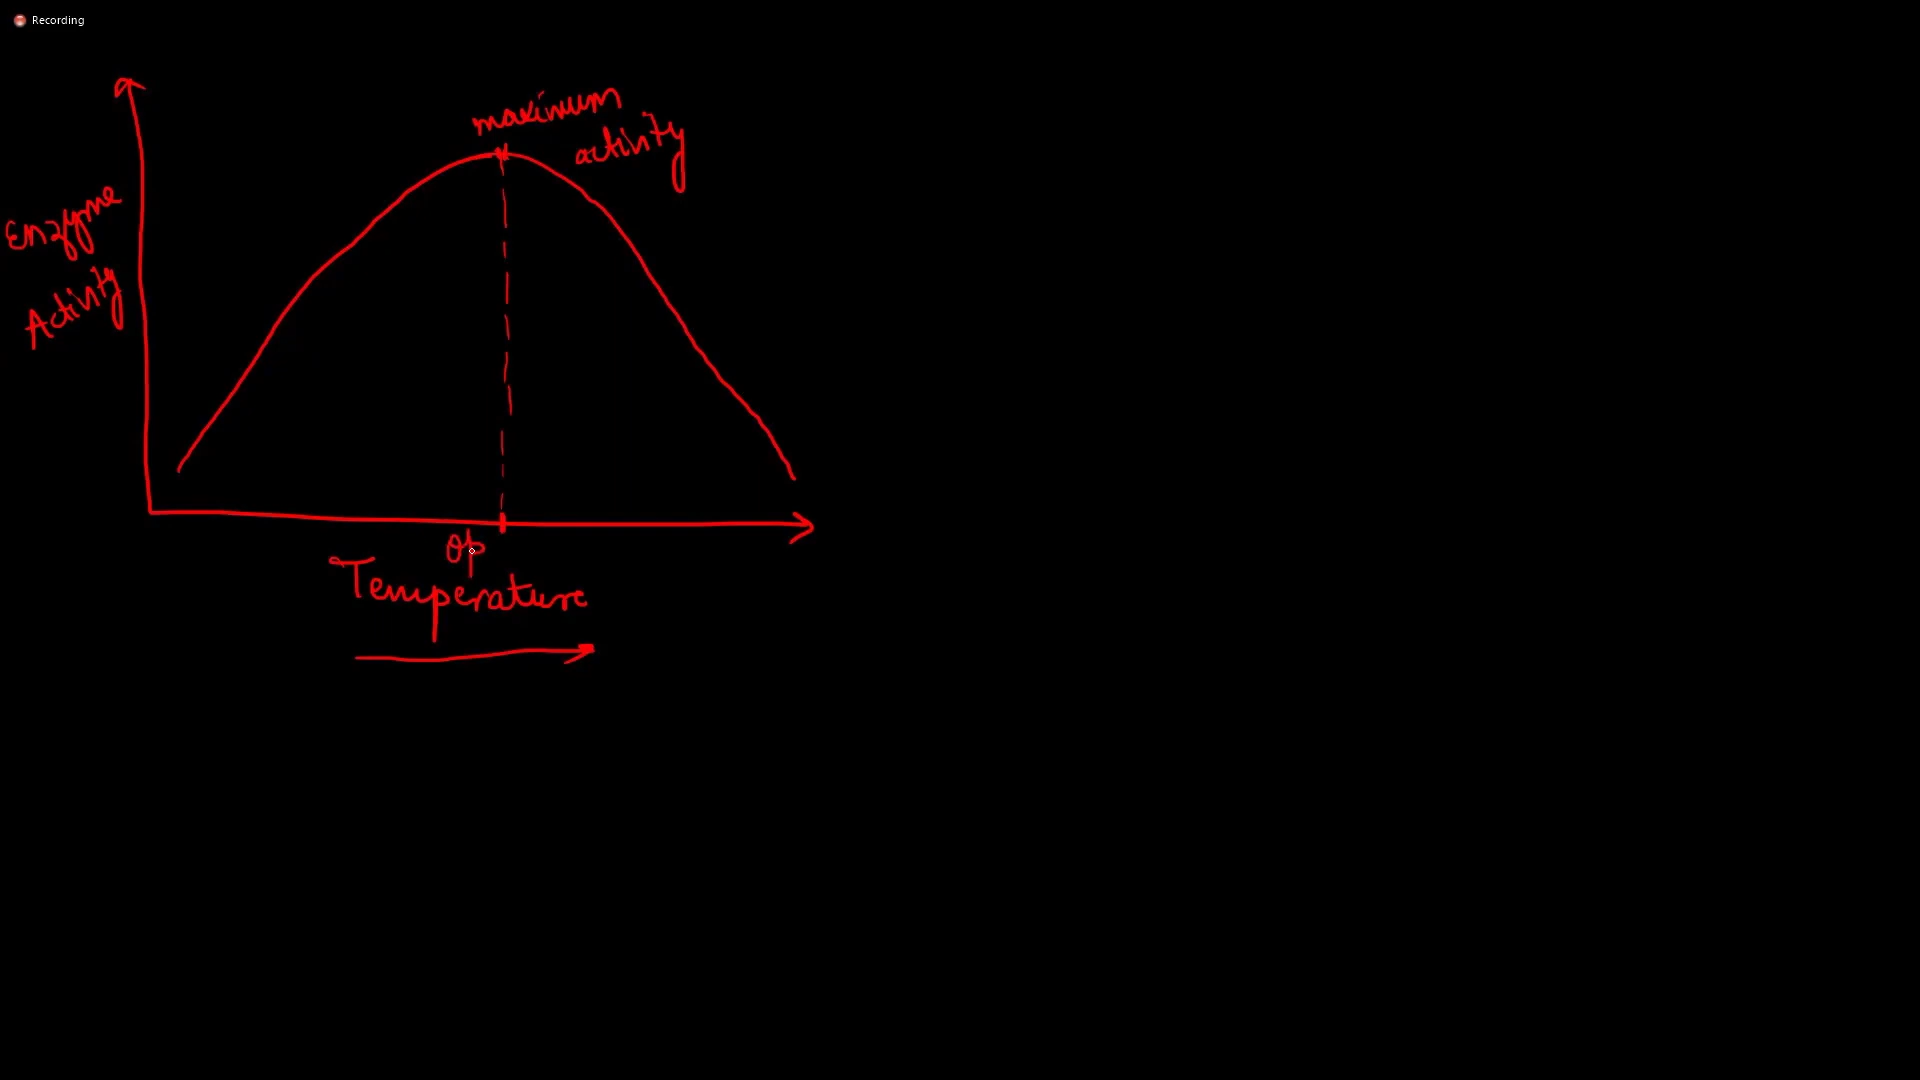 Recording
maximum
activity
Enzyme
Activity
Op
Temperature